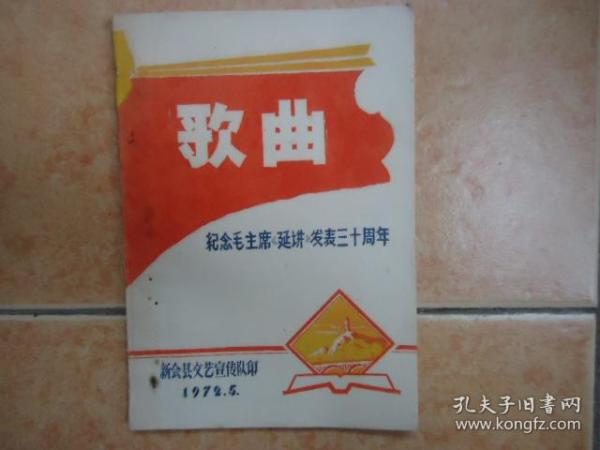 歌曲
纪念毛主席《延讲》发表三十周年
新会县文艺宣传队印
1972.5.
孔夫子旧书网
www.kongfz.com